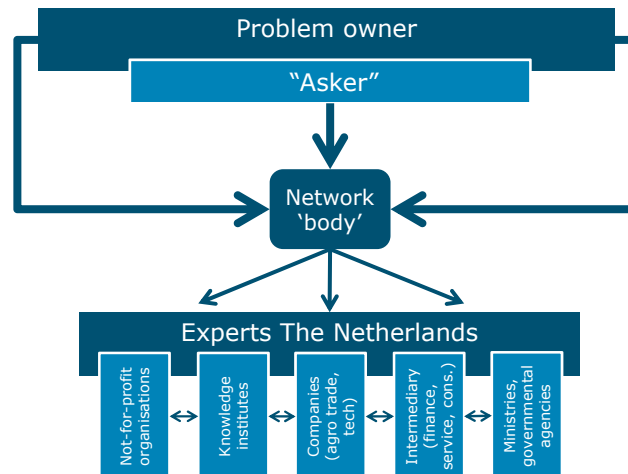 Problem owner
“Asker”
Network
‘body’
Experts The Netherlands
Not-for-profit
organisations
Knowledge
institutes
Companies
(agro trade,
tech)
Intermediary
(finance,
service, cons.)
Ministries,
governmental
agencies